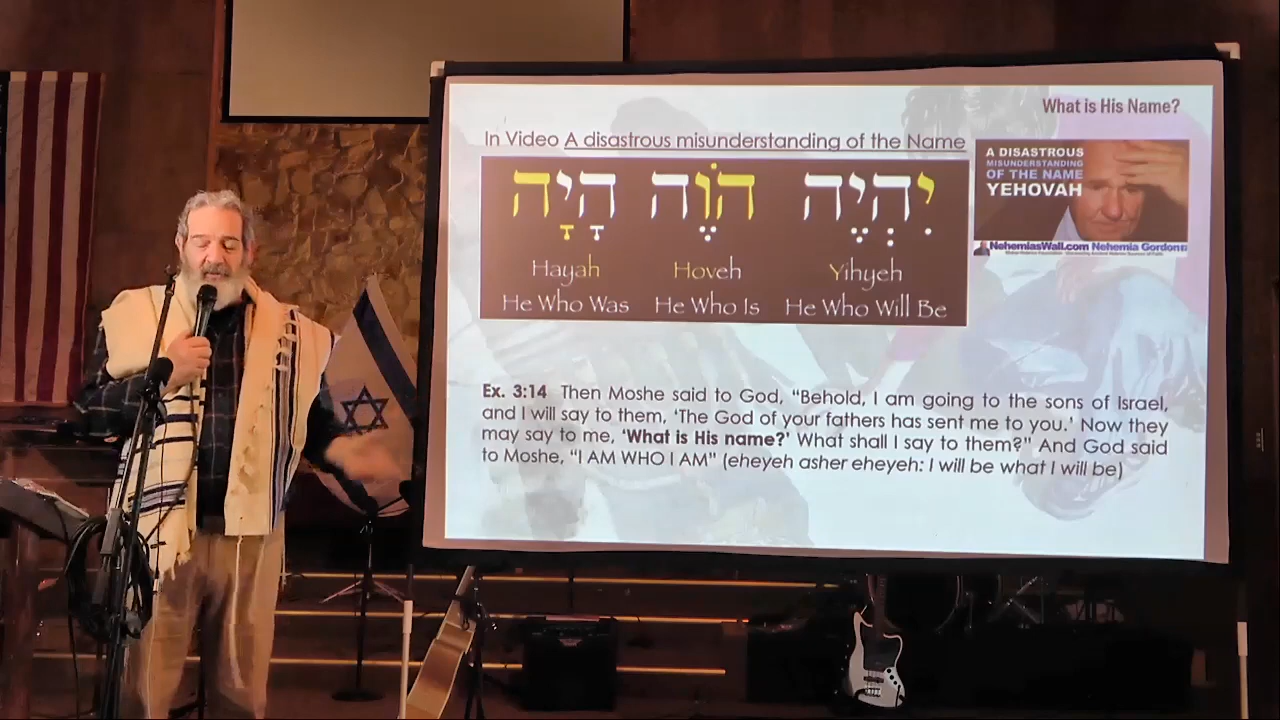 What is His Name?
In Video A disastrous misunderstanding of the Name
הָיָה הֹוֶה יִהְיֶה
Hayah Hoveh Yihyeh
He Who Was He Who Is He Who Will Be
A DISASTROUS
MISUNDERSTANDING
OF THE NAME
YEHOVAH
NehemiasWall.com Nehemia Gordon
Ex. 3:14 Then Moshe said to God, “Behold, I am going to the sons of Israel,
and I will say to them, ‘The God of your fathers has sent me to you.’ Now they
may say to me, ‘What is His name?’ What shall I say to them?” And God said
to Moshe, “I AM WHO I AM” (eheyeh asher eheyeh: I will be what I will be)